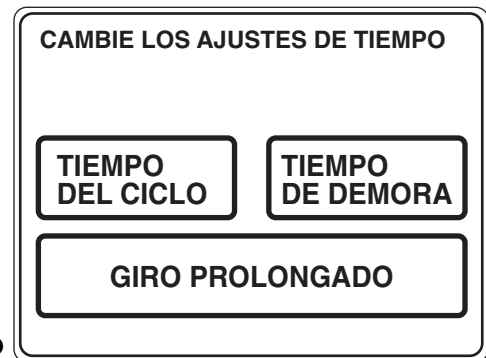 CAMBIE LOS AJUSTES DE TIEMPO
TIEMPO
DEL CICLO
TIEMPO
DE DEMORA
GIRO PROLONGADO